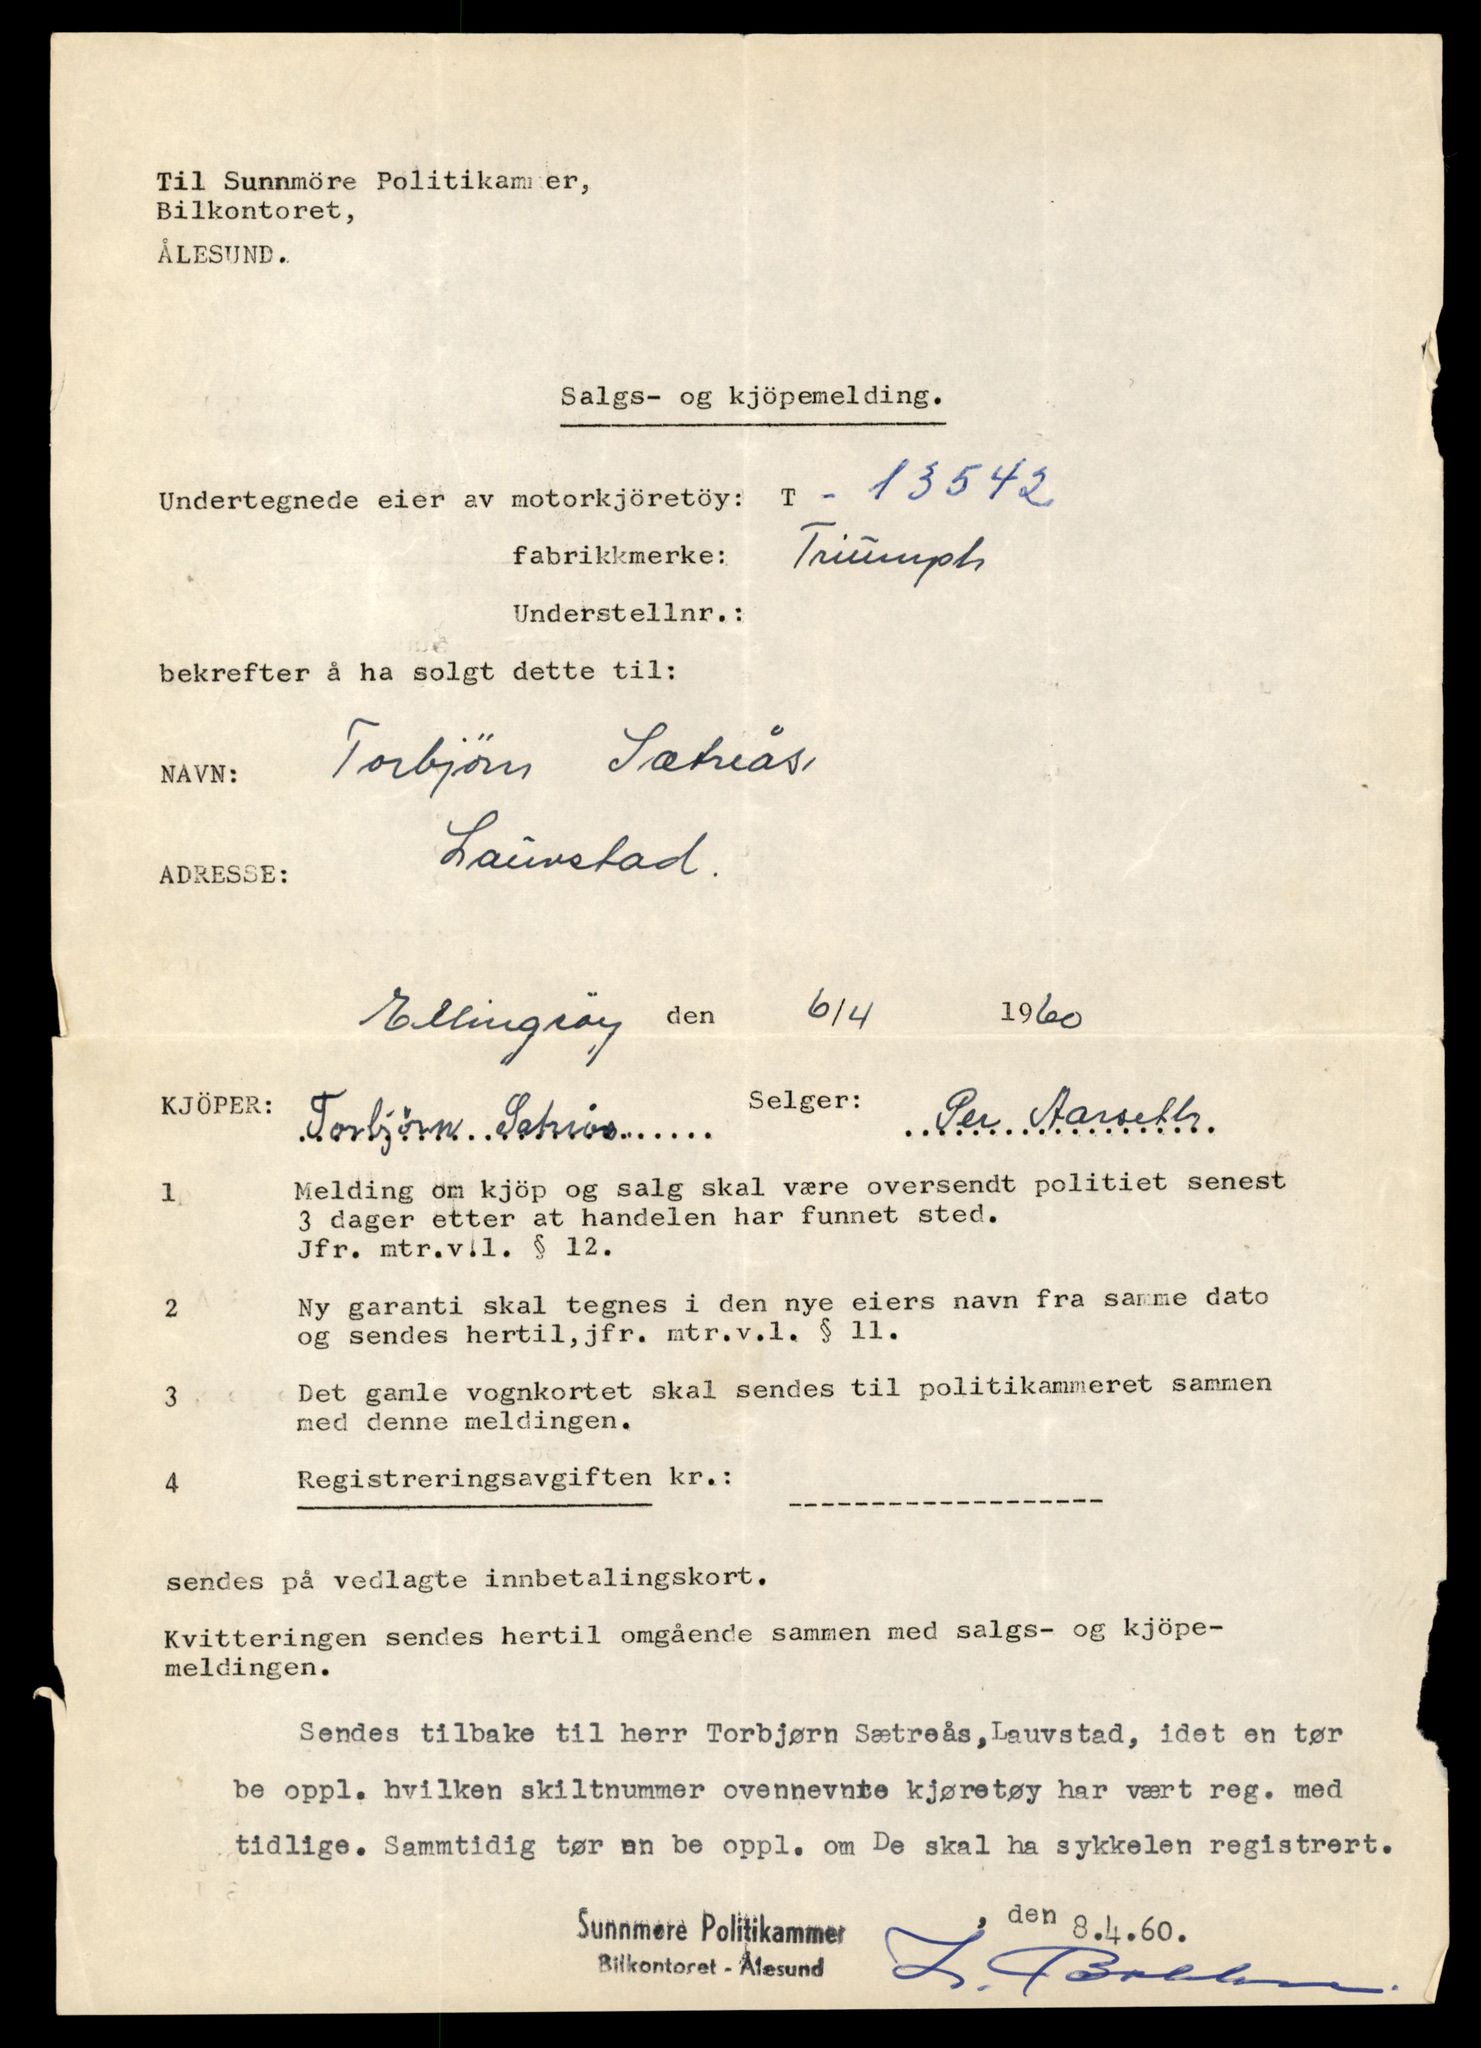 Til Sunnmöre Politikammer,
Bilkontoret,
ÅLESUND.
Salgs- og kjöpemelding.
Undertegnede eier av motorkjöretöy: T - 13542
fabrikkmerke: Triumph
Understellnr.:
bekrefter å ha solgt dette til:
NAVN: Torbjörn Sætreås,
ADRESSE: Lauvstad.
Ellingsöy den 6/4 1960
KJÖPER: Torbjörn Setreås Selger: Per Aarseth
1 Melding om kjöp og salg skal være oversendt politiet senest
3 dager etter at handelen har funnet sted.
Jfr. mtr.v.l. § 12.
2 Ny garanti skal tegnes i den nye eiers navn fra samme dato
og sendes hertil,jfr. mtr.v.l. § 11.
3 Det gamle vognkortet skal sendes til politikammeret sammen
med denne meldingen.
4 Registreringsavgiften kr.: -------------------
sendes på vedlagte innbetalingskort.
Kvitteringen sendes hertil omgående sammen med salgs- og kjöpe-
meldingen.
Sendes tilbake til herr Torbjørn Sætreås,Lauvstad, idet en tør
be oppl. hvilken skiltnummer ovennevnte kjøretøy har vært reg. med
tidlige. Sammtidig tør en be oppl. om De skal ha sykkelen registrert.
Sunnmøre Politikammer , den 8.4.60.
Bilkontoret - Ålesund